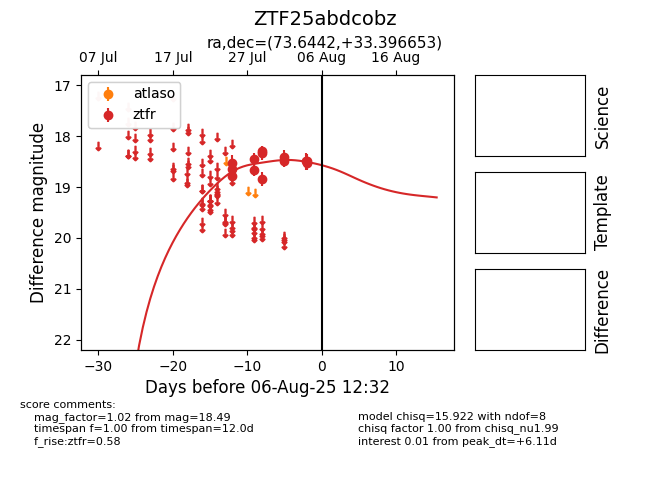 ZTF25abdcobz
ra,dec=(73.6442,+33.396653)
07 Jul 17 Jul 27 Jul 06 Aug 16 Aug
atlaso
ztfr
17
18
19
20
21
22
Difference magnitude
−30 −20 −10 0 10
Days before 06-Aug-25 12:32
Science
Template
Difference
score comments:
mag_factor=1.02 from mag=18.49
timespan f=1.00 from timespan=12.0d
f_rise:ztfr=0.58
model chisq=15.922 with ndof=8
chisq factor 1.00 from chisq_nu1.99
interest 0.01 from peak_dt=+6.11d